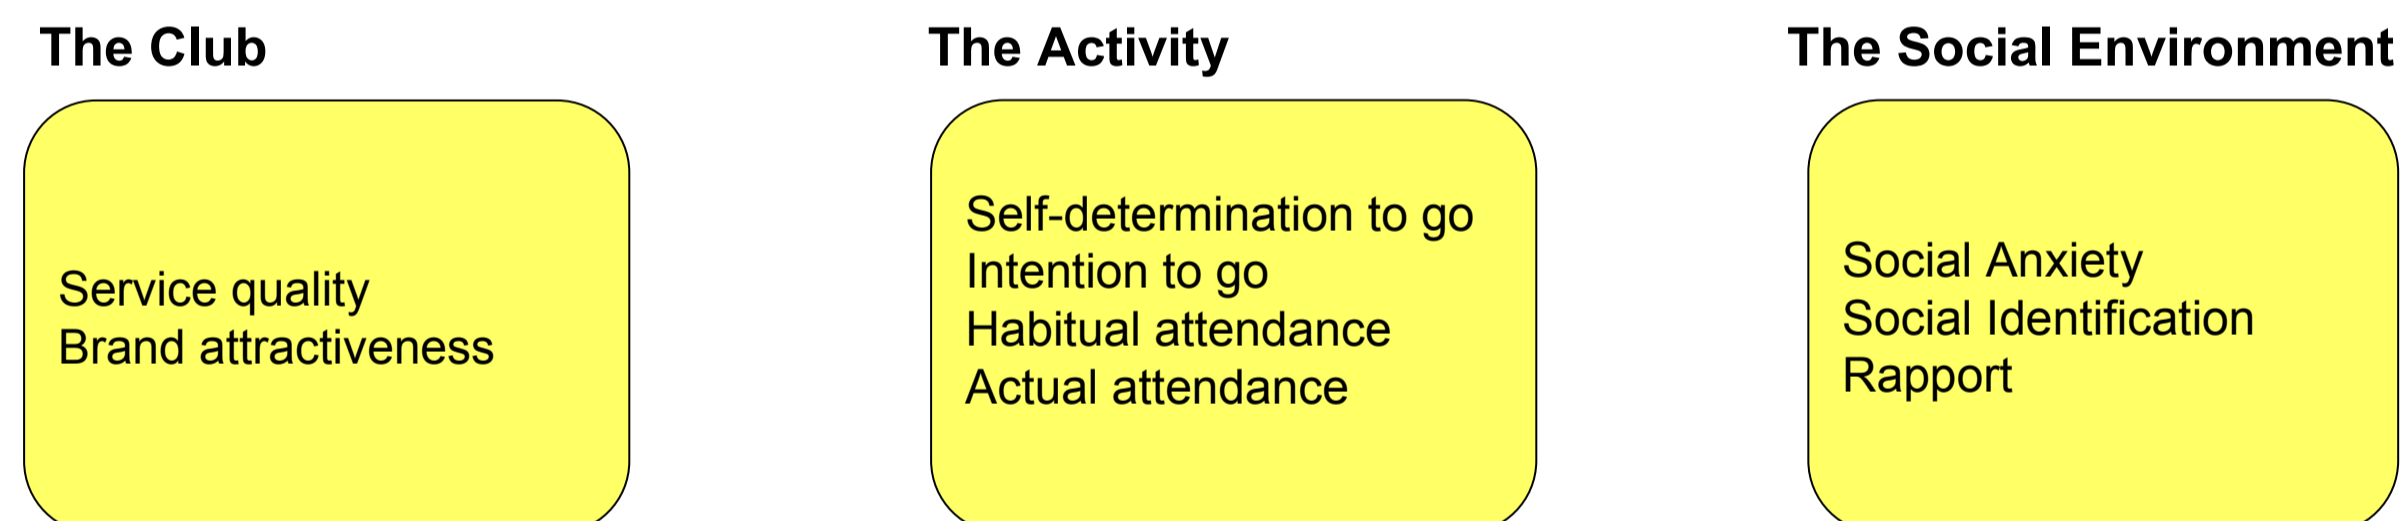 The Club
Service quality
Brand attractiveness
The Activity
Self-determination to go
Intention to go
Habitual attendance
Actual attendance
The Social Environment
Social Anxiety
Social Identification
Rapport